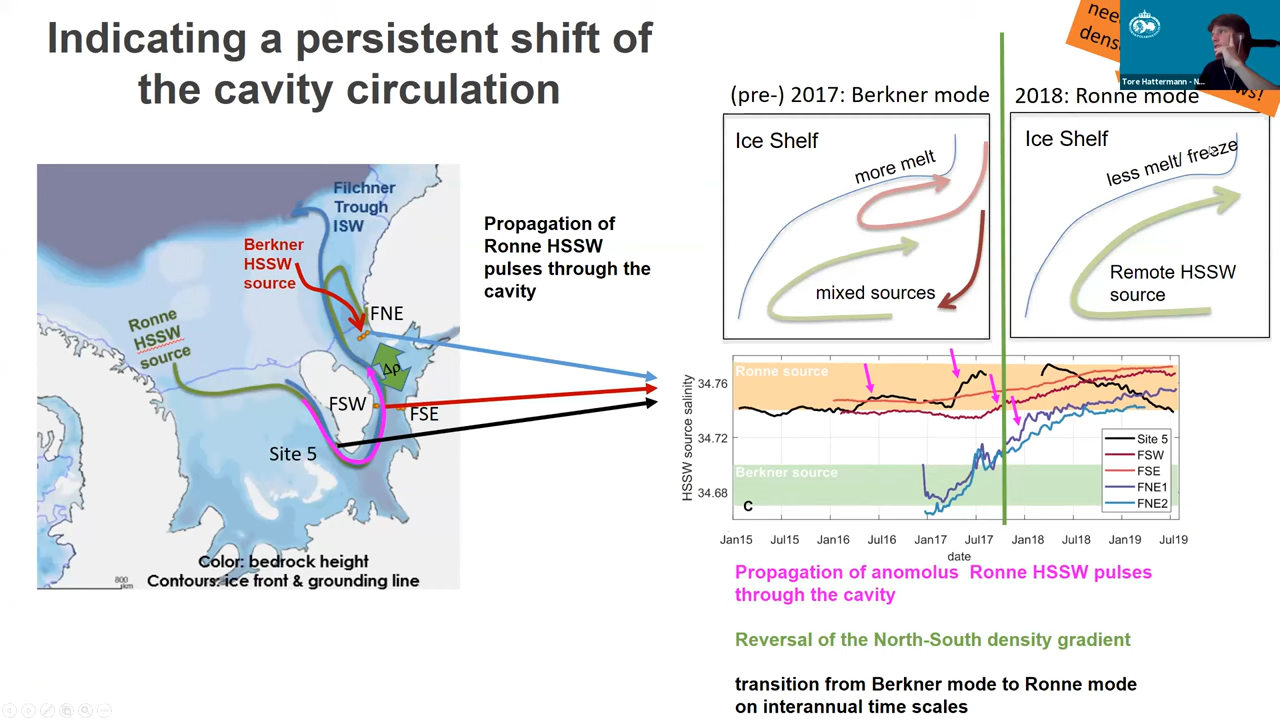 Indicating a persistent shift of
the cavity circulation
Filchner
Trough
ISW
Berkner
HSSW
source
Ronne
HSSW
source
FNE
Δρ
FSW
FSE
Site 5
Color: bedrock height
Contours: ice front & grounding line
800
km
Propagation of
Ronne HSSW
pulses through the
cavity
(pre-) 2017: Berkner mode
2018: Ronne mode
Ice Shelf
more melt
mixed sources
Ice Shelf
less melt/ freeze
Remote HSSW
source
Tore Hattermann - N...
HSSW source salinity
34.76
34.72
34.68
Ronne source
Berkner source
C
Site 5
FSW
FSE
FNE1
FNE2
Jan15 Jul15 Jan16 Jul16 Jan17 Jul17 Jan18 Jul18 Jan19 Jul19
date
Propagation of anomolus Ronne HSSW pulses
through the cavity
Reversal of the North-South density gradient
transition from Berkner mode to Ronne mode
on interannual time scales